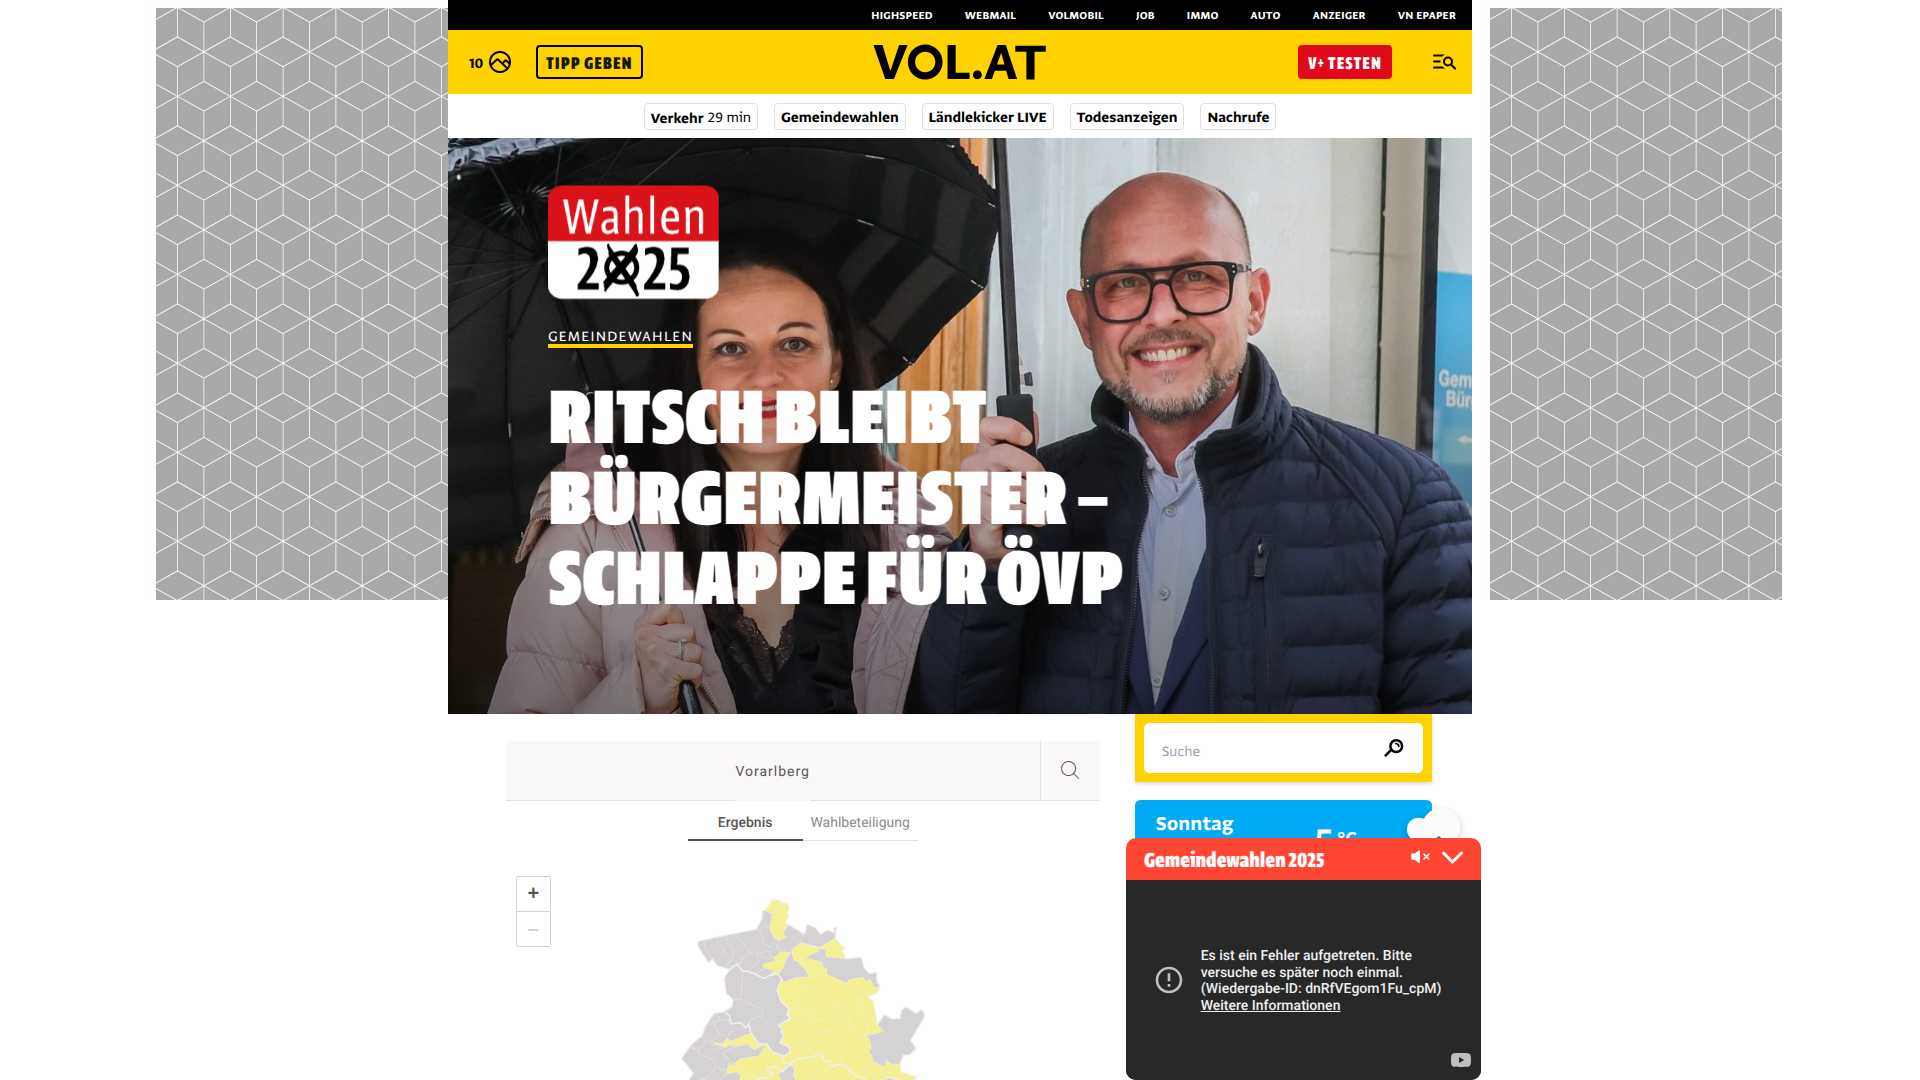 HIGHSPEED WEBMAIL VOLMOBIL JOB IMMO AUTO ANZEIGER VN EPAPER
10 TIPP GEBEN VOL.AT V+ TESTEN
Verkehr 29 min Gemeindewahlen Ländlekicker LIVE Todesanzeigen Nachrufe
Wahlen
2025
GEMEINDEWAHLEN
RITSCH BLEIBT
BÜRGERMEISTER –
SCHLAPPE FÜR ÖVP
Gem
Bür
Vorarlberg
Suche
Ergebnis Wahlbeteiligung
Sonntag
5 °C
+
−
Gemeindewahlen 2025
Es ist ein Fehler aufgetreten. Bitte
versuche es später noch einmal.
(Wiedergabe-ID: dnRfVEgom1Fu_cpM)
Weitere Informationen